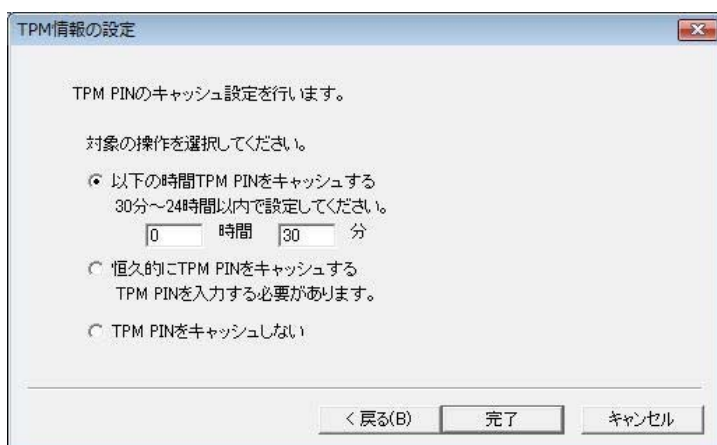 TPM情報の設定
TPM PINのキャッシュ設定を行います。
対象の操作を選択してください。
以下の時間TPM PINをキャッシュする
30分~24時間以内で設定してください。
0 時間 30 分
恒久的にTPM PINをキャッシュする
TPM PINを入力する必要があります。
TPM PINをキャッシュしない
< 戻る(B) 完了 キャンセル